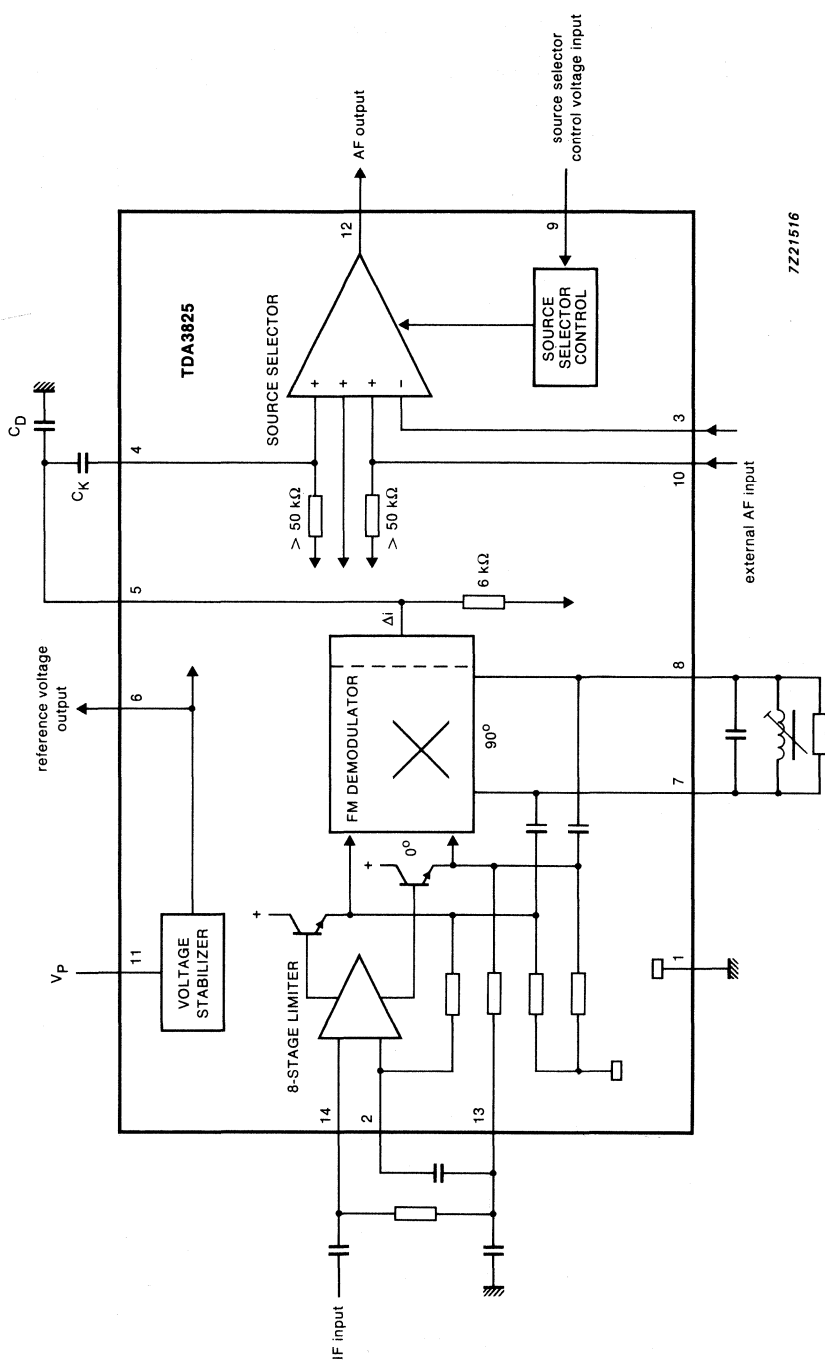 V_P
11
VOLTAGE
STABILIZER
reference voltage
output
6
5
C_K
C_D
4
TDA3825
SOURCE SELECTOR
+
+
+
−
12
AF output
> 50 kΩ
> 50 kΩ
SOURCE
SELECTOR
CONTROL
9
source selector
control voltage input
3
10
external AF input
Δi
6 kΩ
FM DEMODULATOR
90°
0°
+
+
8-STAGE LIMITER
14
2
13
IF input
1
7
8
7Z21516